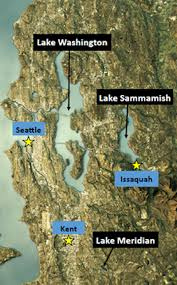 Lake Washington
Lake Sammamish
Seattle
Issaquah
Kent
Lake Meridian